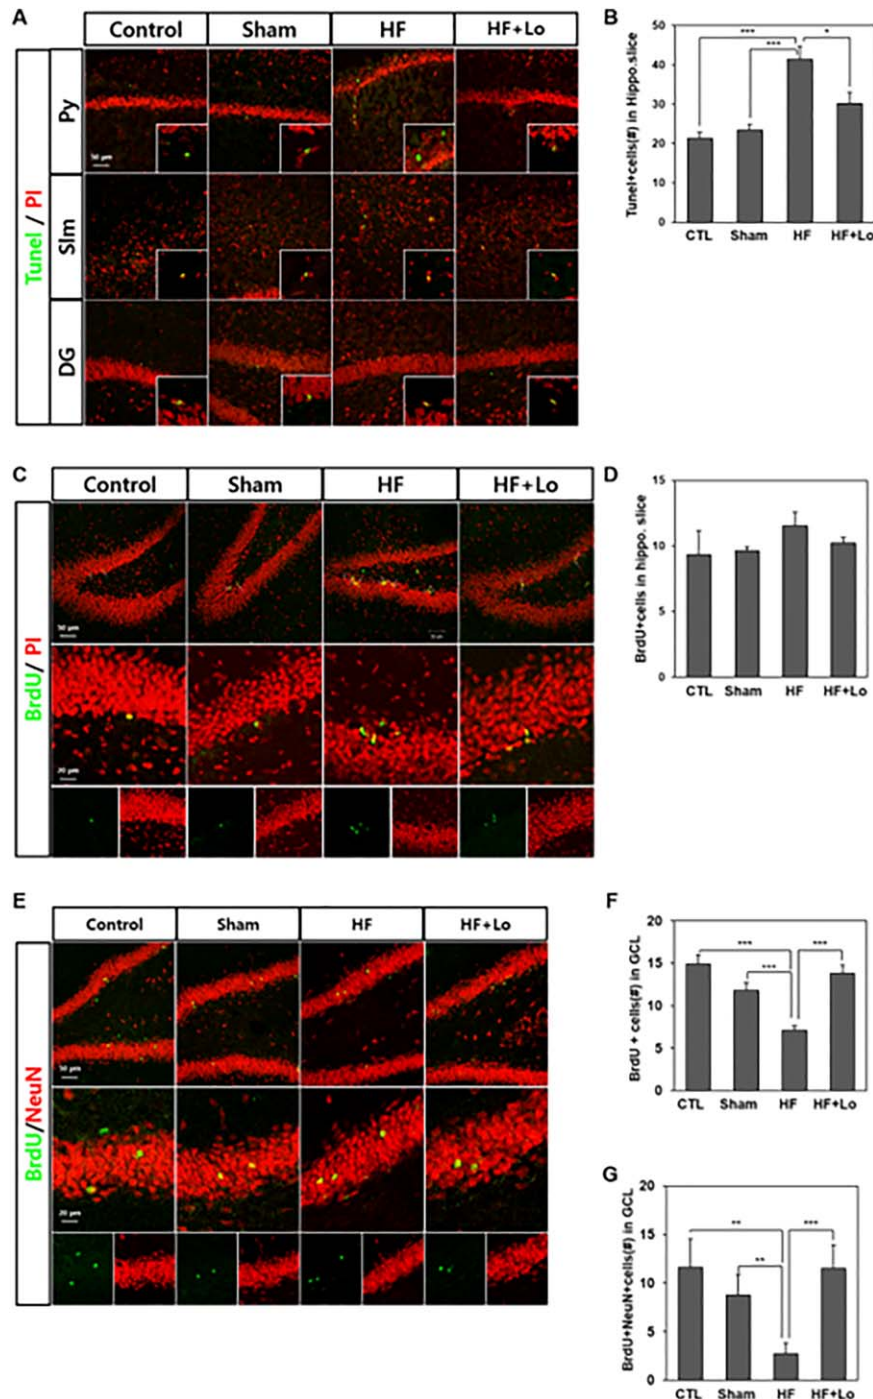 A
Control Sham HF HF+Lo
Tunel / PI
Py
50 μm
Slm
DG
B
Tunel+cells(#) in Hippo.slice
50
40
30
20
10
0
*** *
***
CTL Sham HF HF+Lo
C
Control Sham HF HF+Lo
BrdU/ PI
50 μm
20 μm
D
BrdU+cells in hippo. slice
15
10
5
0
CTL Sham HF HF+Lo
E
Control Sham HF HF+Lo
BrdU/NeuN
50 μm
20 μm
F
BrdU + cells(#) in GCL
20
15
10
5
0
*** ***
***
CTL Sham HF HF+Lo
G
BrdU+NeuN+cells(#) in GCL
20
15
10
5
0
** ***
**
CTL Sham HF HF+Lo